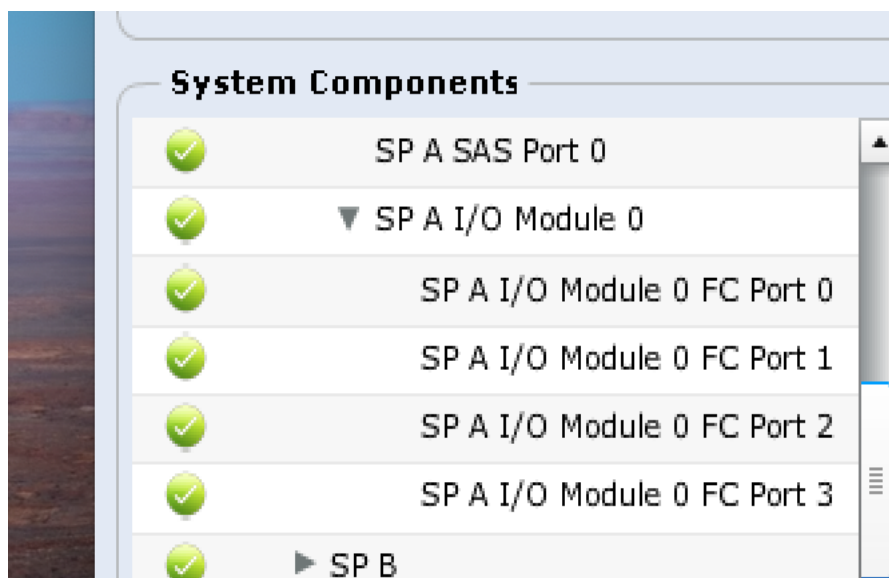 System Components
SP A SAS Port 0
SP A I/O Module 0
SP A I/O Module 0 FC Port 0
SP A I/O Module 0 FC Port 1
SP A I/O Module 0 FC Port 2
SP A I/O Module 0 FC Port 3
SP B